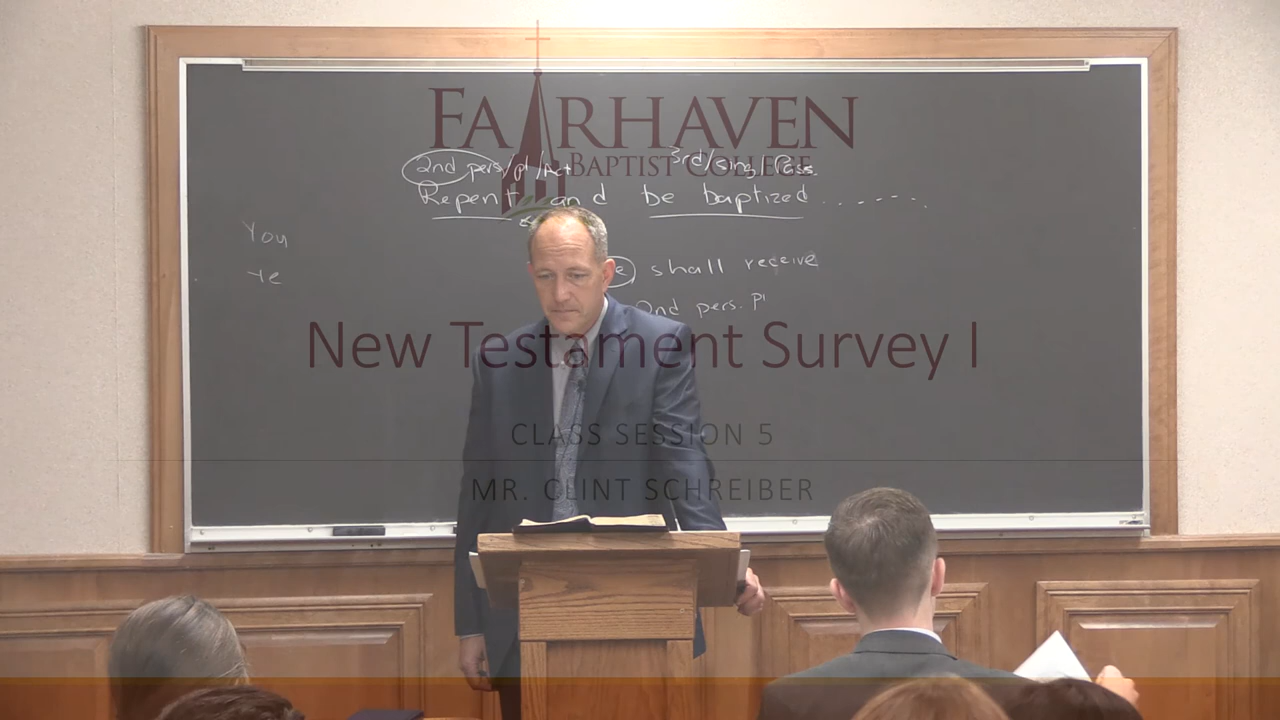 FAIRHAVEN
BAPTIST COLLEGE
2nd pers/pl/Act 3rd/sing/Pass.
Repent and be baptized........
You
ye
shall receive
2nd pers. pl
New Testament Survey I
CLASS SESSION 5
MR. CLINT SCHREIBER